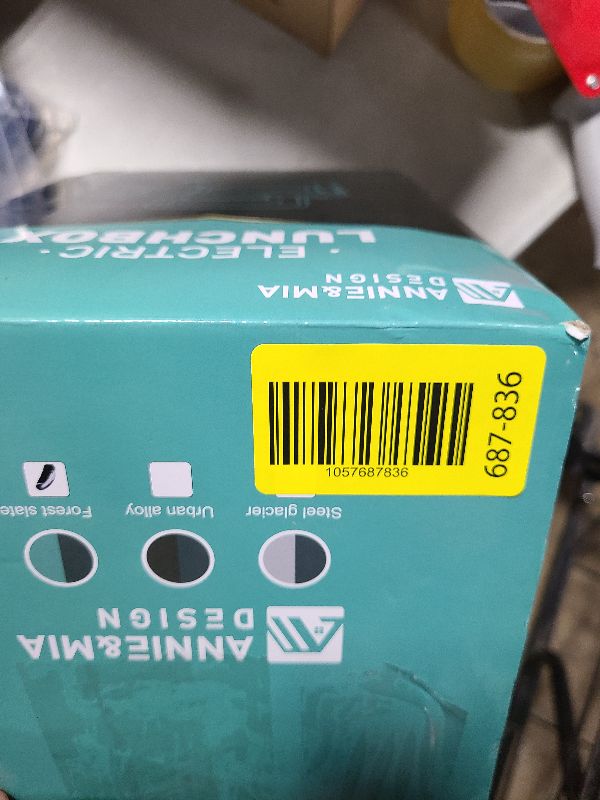 • ELECTRIC •
LUNCHBOX
ANNIE&MIA
DESIGN
1057687836
687-836
Steel glacier
Urban alloy
Forest slate
ANNIE&MIA
DESIGN